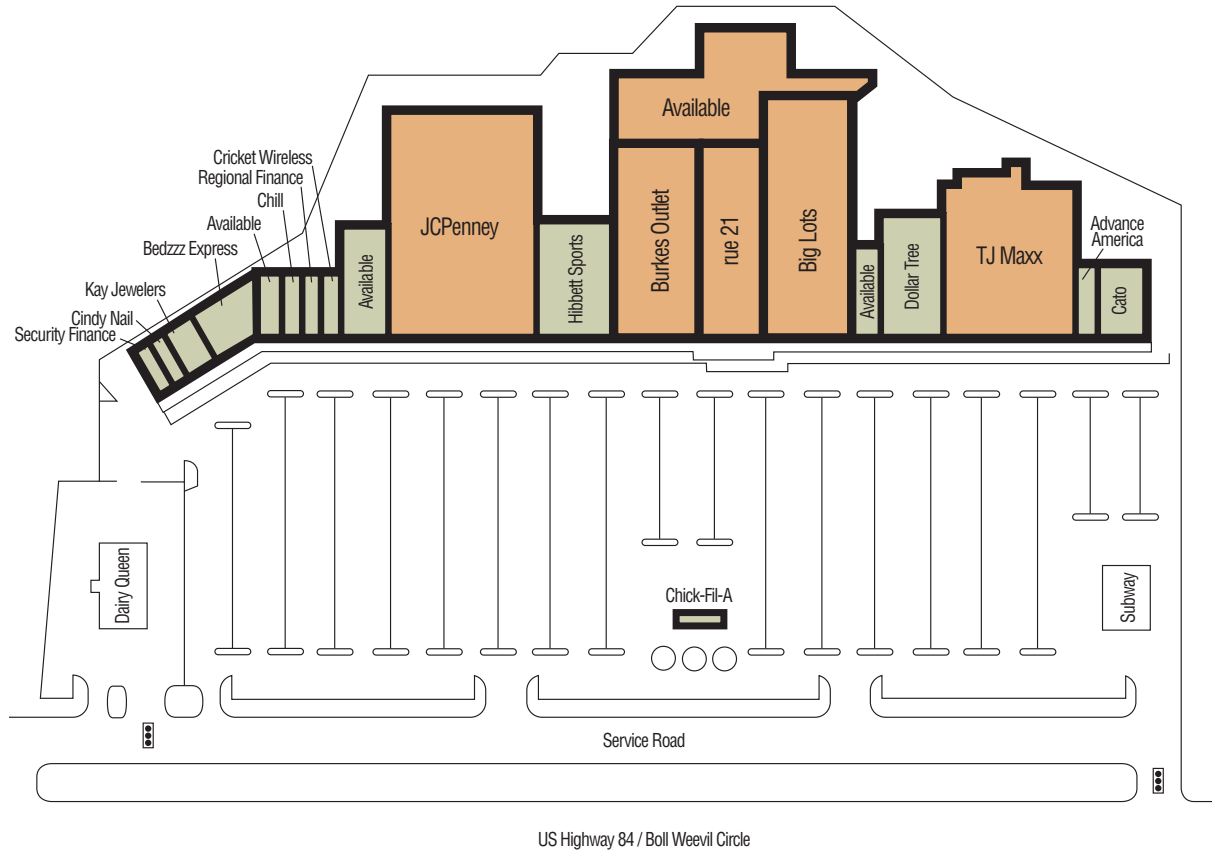 Available
Cricket Wireless
Regional Finance
Chill
Available
Bedzzz Express
Kay Jewelers
Cindy Nail
Security Finance
Available
JCPenney
Hibbett Sports
Burkes Outlet
rue 21
Big Lots
Available
Dollar Tree
TJ Maxx
Advance
America
Cato
Dairy Queen
Chick-Fil-A
Subway
Service Road
US Highway 84 / Boll Weevil Circle